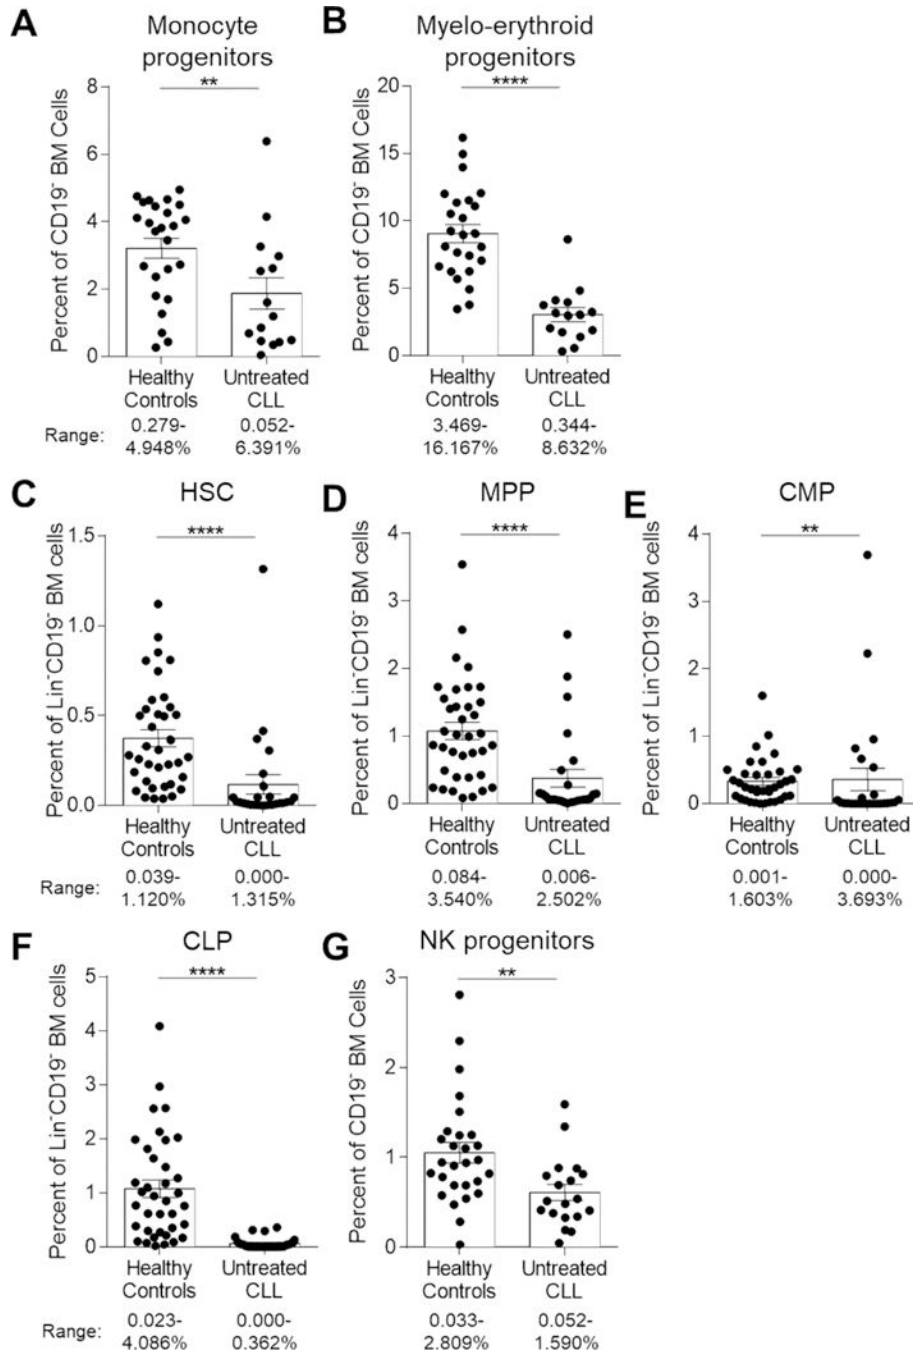 A
Monocyte
progenitors
B
Myelo-erythroid
progenitors
Percent of CD19⁻ BM Cells
8
6
4
2
0
**
Healthy
Controls
Untreated
CLL
Range:
0.279-
4.948%
0.052-
6.391%
Percent of CD19⁻ BM Cells
20
15
10
5
0
****
Healthy
Controls
Untreated
CLL
3.469-
16.167%
0.344-
8.632%
C
HSC
Percent of Lin⁻CD19⁻ BM cells
1.5
1.0
0.5
0.0
****
Healthy
Controls
Untreated
CLL
Range:
0.039-
1.120%
0.000-
1.315%
D
MPP
Percent of Lin⁻CD19⁻ BM cells
4
3
2
1
0
****
Healthy
Controls
Untreated
CLL
0.084-
3.540%
0.006-
2.502%
E
CMP
Percent of Lin⁻CD19⁻ BM cells
4
3
2
1
0
**
Healthy
Controls
Untreated
CLL
0.001-
1.603%
0.000-
3.693%
F
CLP
Percent of Lin⁻CD19⁻ BM cells
5
4
3
2
1
0
****
Healthy
Controls
Untreated
CLL
Range:
0.023-
4.086%
0.000-
0.362%
G
NK progenitors
Percent of CD19⁻ BM Cells
3
2
1
0
**
Healthy
Controls
Untreated
CLL
0.033-
2.809%
0.052-
1.590%